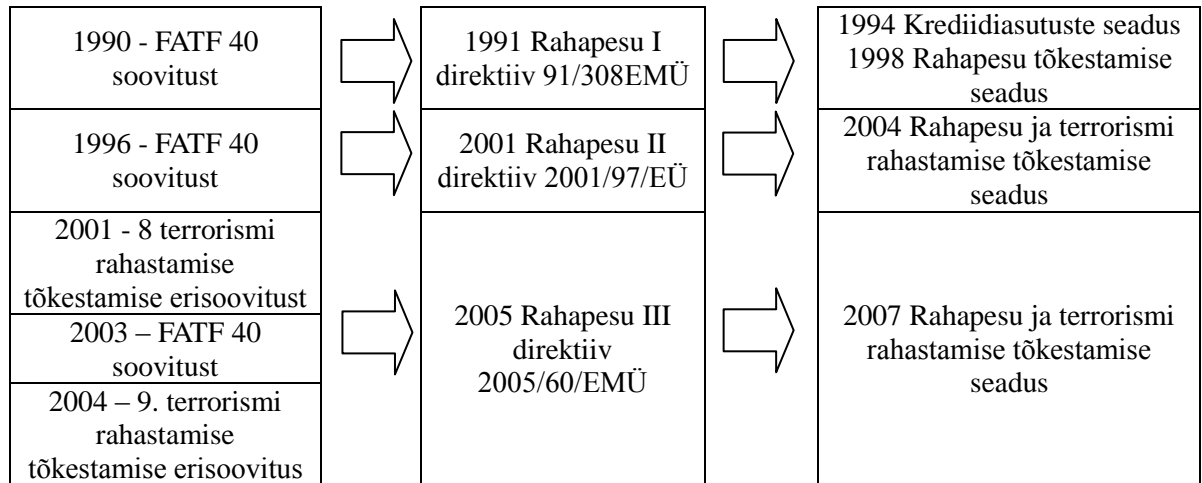 1990 - FATF 40
soovitust
1991 Rahapesu I
direktiiv 91/308EMÜ
1994 Krediidiasutuste seadus
1998 Rahapesu tõkestamise
seadus
1996 - FATF 40
soovitust
2001 Rahapesu II
direktiiv 2001/97/EÜ
2004 Rahapesu ja terrorismi
rahastamise tõkestamise
seadus
2001 - 8 terrorismi
rahastamise
tõkestamise erisoovitust
2003 – FATF 40
soovitust
2004 – 9. terrorismi
rahastamise
tõkestamise erisoovitus
2005 Rahapesu III
direktiiv
2005/60/EMÜ
2007 Rahapesu ja terrorismi
rahastamise tõkestamise
seadus